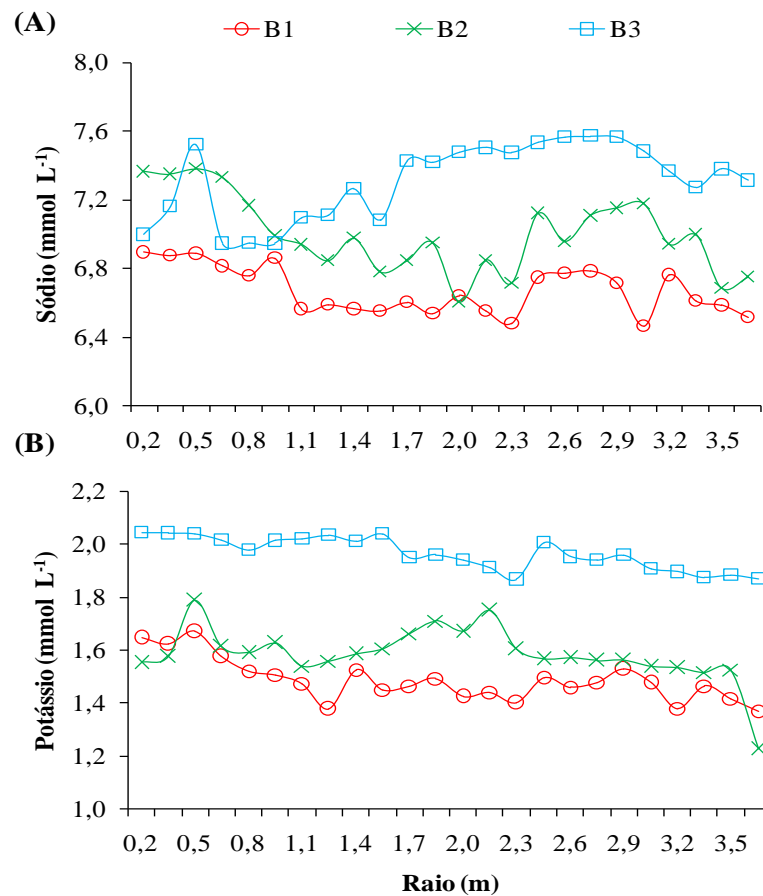 (A)
B1 B2 B3
Sódio (mmol L-1)
8,0
7,6
7,2
6,8
6,4
6,0
0,2 0,5 0,8 1,1 1,4 1,7 2,0 2,3 2,6 2,9 3,2 3,5
(B)
Potássio (mmol L-1)
2,2
2,0
1,8
1,6
1,4
1,2
1,0
0,2 0,5 0,8 1,1 1,4 1,7 2,0 2,3 2,6 2,9 3,2 3,5
Raio (m)